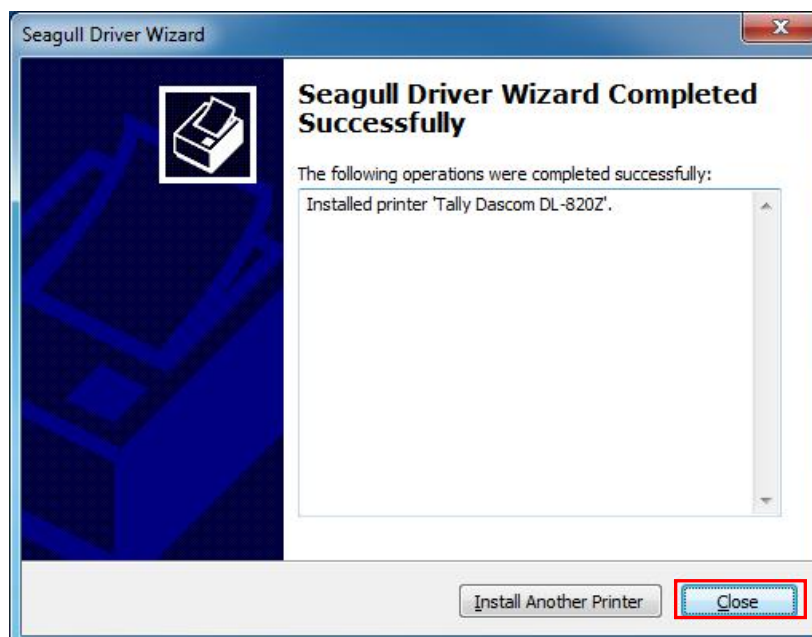 Seagull Driver Wizard
Seagull Driver Wizard Completed
Successfully
The following operations were completed successfully:
Installed printer 'Tally Dascom DL-820Z'.
Install Another Printer
Close